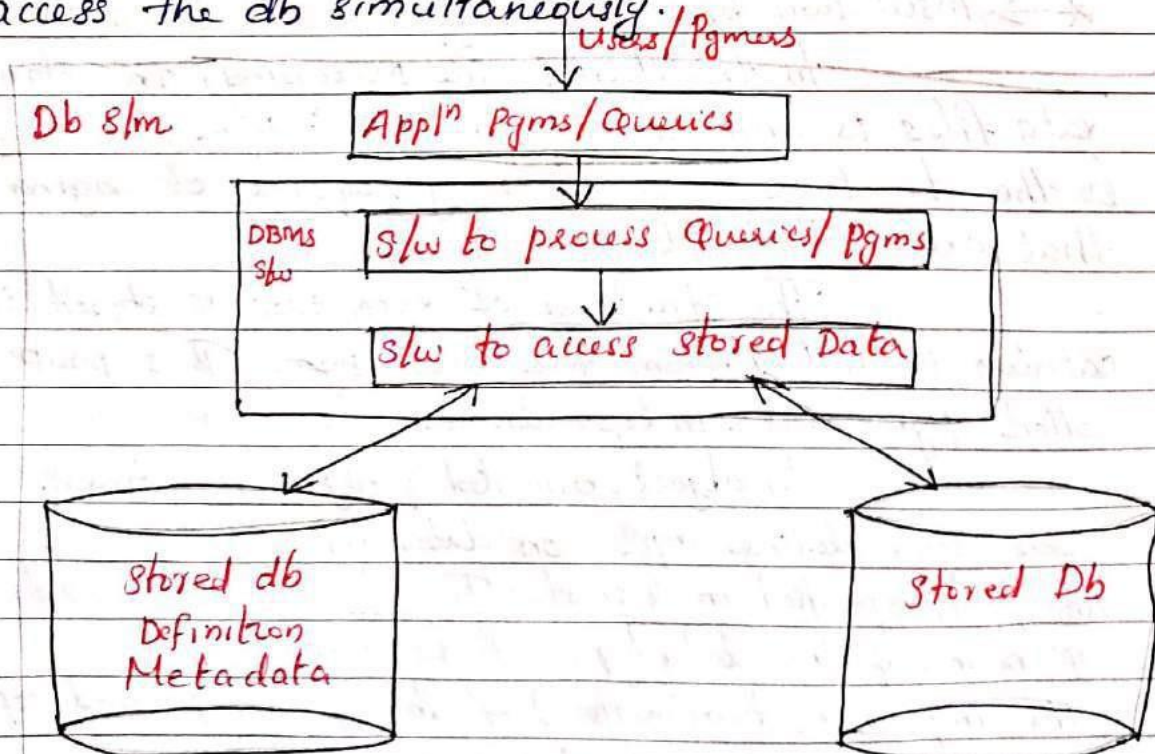 access the db simultaneously.
Users/Pgmers
Db S/m
Applⁿ Pgms/Queries
DBMS
S/w
S/w to process Queries/Pgms
S/w to access Stored Data
Stored db
Definition
Metadata
Stored Db